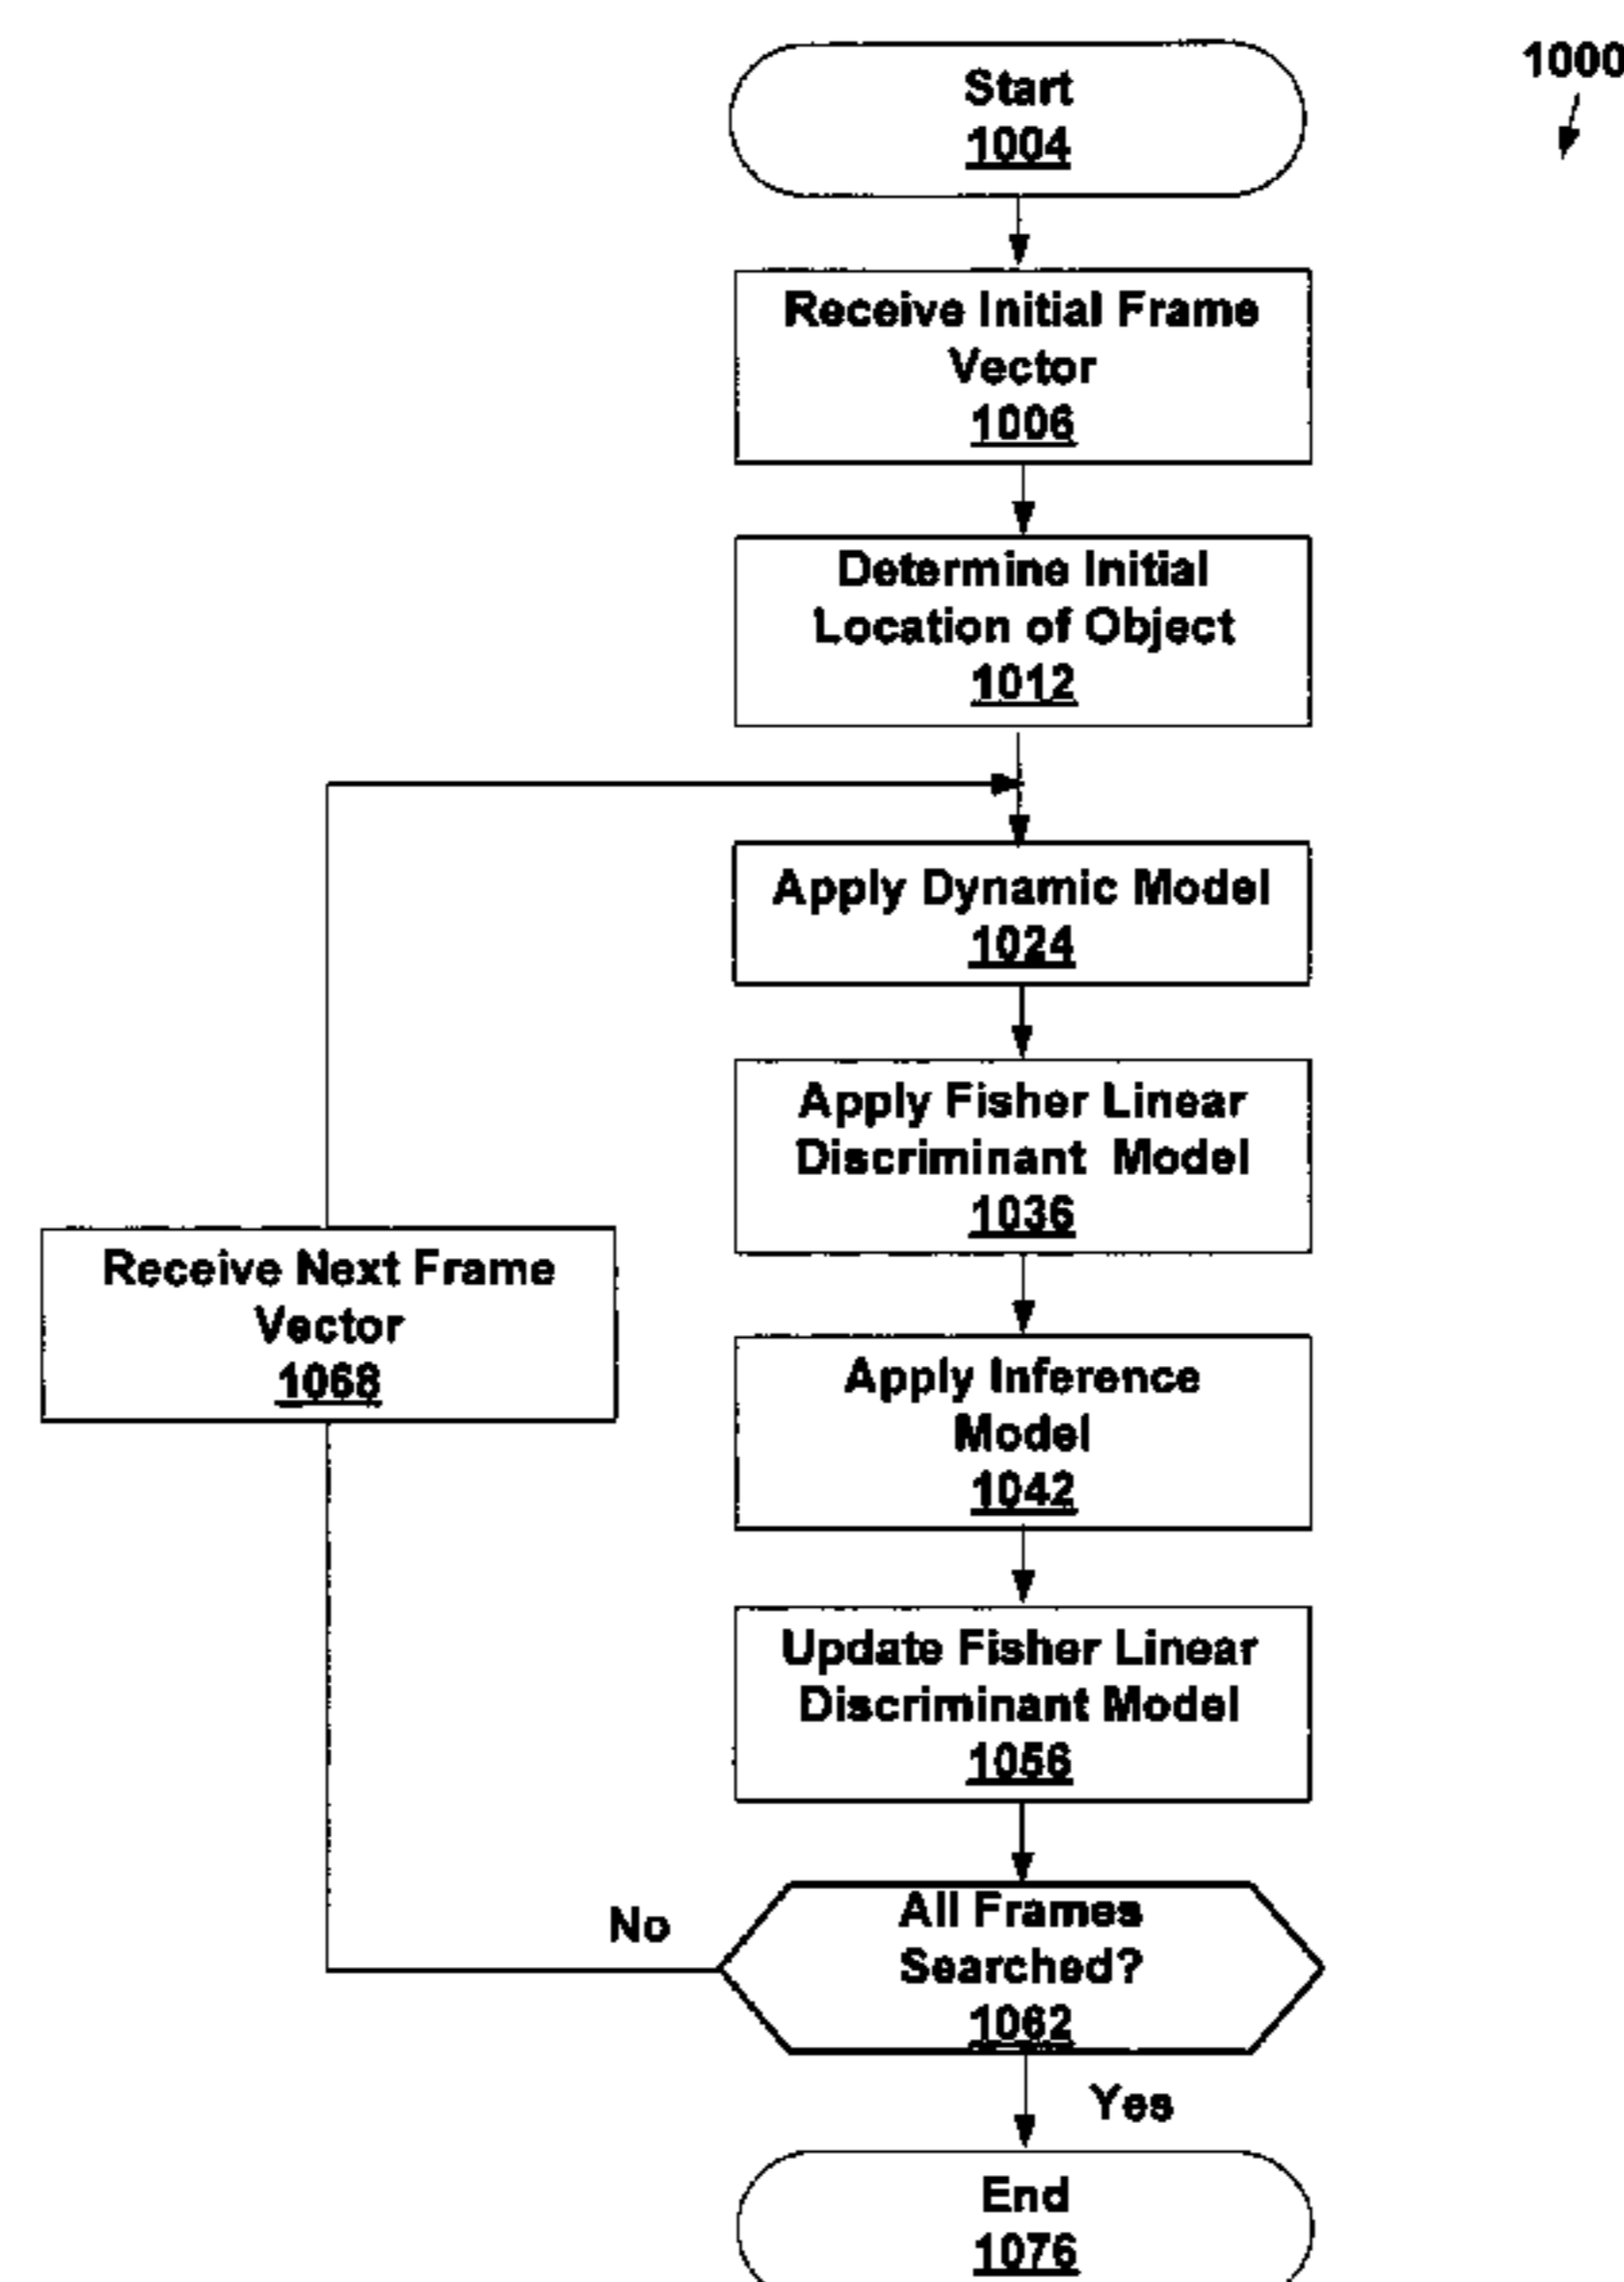 1000
Start
1004
Receive Initial Frame
Vector
1006
Determine Initial
Location of Object
1012
Apply Dynamic Model
1024
Apply Fisher Linear
Discriminant Model
1036
Receive Next Frame
Vector
1068
Apply Inference
Model
1042
Update Fisher Linear
Discriminant Model
1056
No
All Frames
Searched?
1062
Yes
End
1076